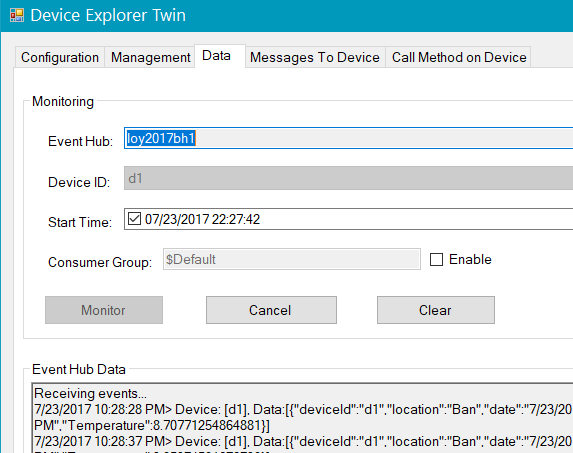 Device Explorer Twin
Configuration Management Data Messages To Device Call Method on Device
Monitoring
Event Hub: loy2017bh1
Device ID: d1
Start Time: 07/23/2017 22:27:42
Consumer Group: $Default Enable
Monitor Cancel Clear
Event Hub Data
Receiving events...
7/23/2017 10:28:28 PM> Device: [d1], Data:[{"deviceId":"d1","location":"Ban","date":"7/23/20
PM","Temperature":8.70771254864881}]
7/23/2017 10:28:37 PM> Device: [d1], Data:[{"deviceId":"d1","location":"Ban","date":"7/23/20